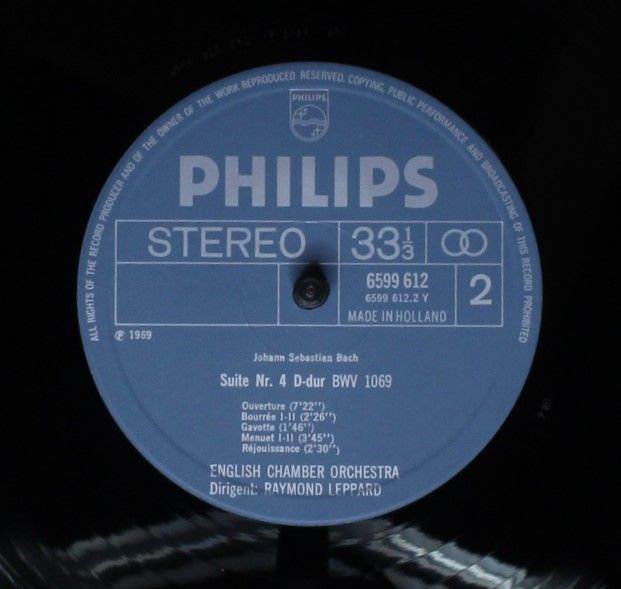 ALL RIGHTS OF THE RECORD PRODUCER AND OF THE OWNER OF THE WORK REPRODUCED RESERVED. COPYING, PUBLIC PERFORMANCE AND BROADCASTING OF THIS RECORD PROHIBITED
PHILIPS
PHILIPS
STEREO 33 1/3
6599 612
6599 612.2 Y
2
MADE IN HOLLAND
℗ 1969
Johann Sebastian Bach
Suite Nr. 4 D-dur BWV 1069
Ouverture (7'22'')
Bourrée I-II (2'26'')
Gavotte (1'46'')
Menuet I-II (3'45'')
Réjouissance (2'30'')
ENGLISH CHAMBER ORCHESTRA
Dirigent: RAYMOND LEPPARD